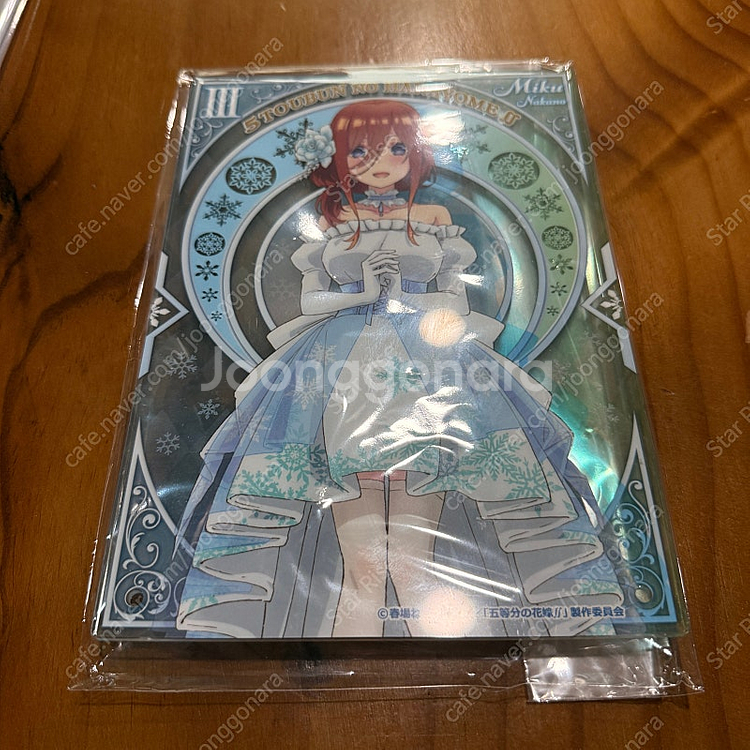 III
5TOUBUN NO HANAYOME ∬
Miku
Nakano
Joonggonara
cafe.naver.com/joonggonara
©春場ね
「五等分の花嫁∬」製作委員会